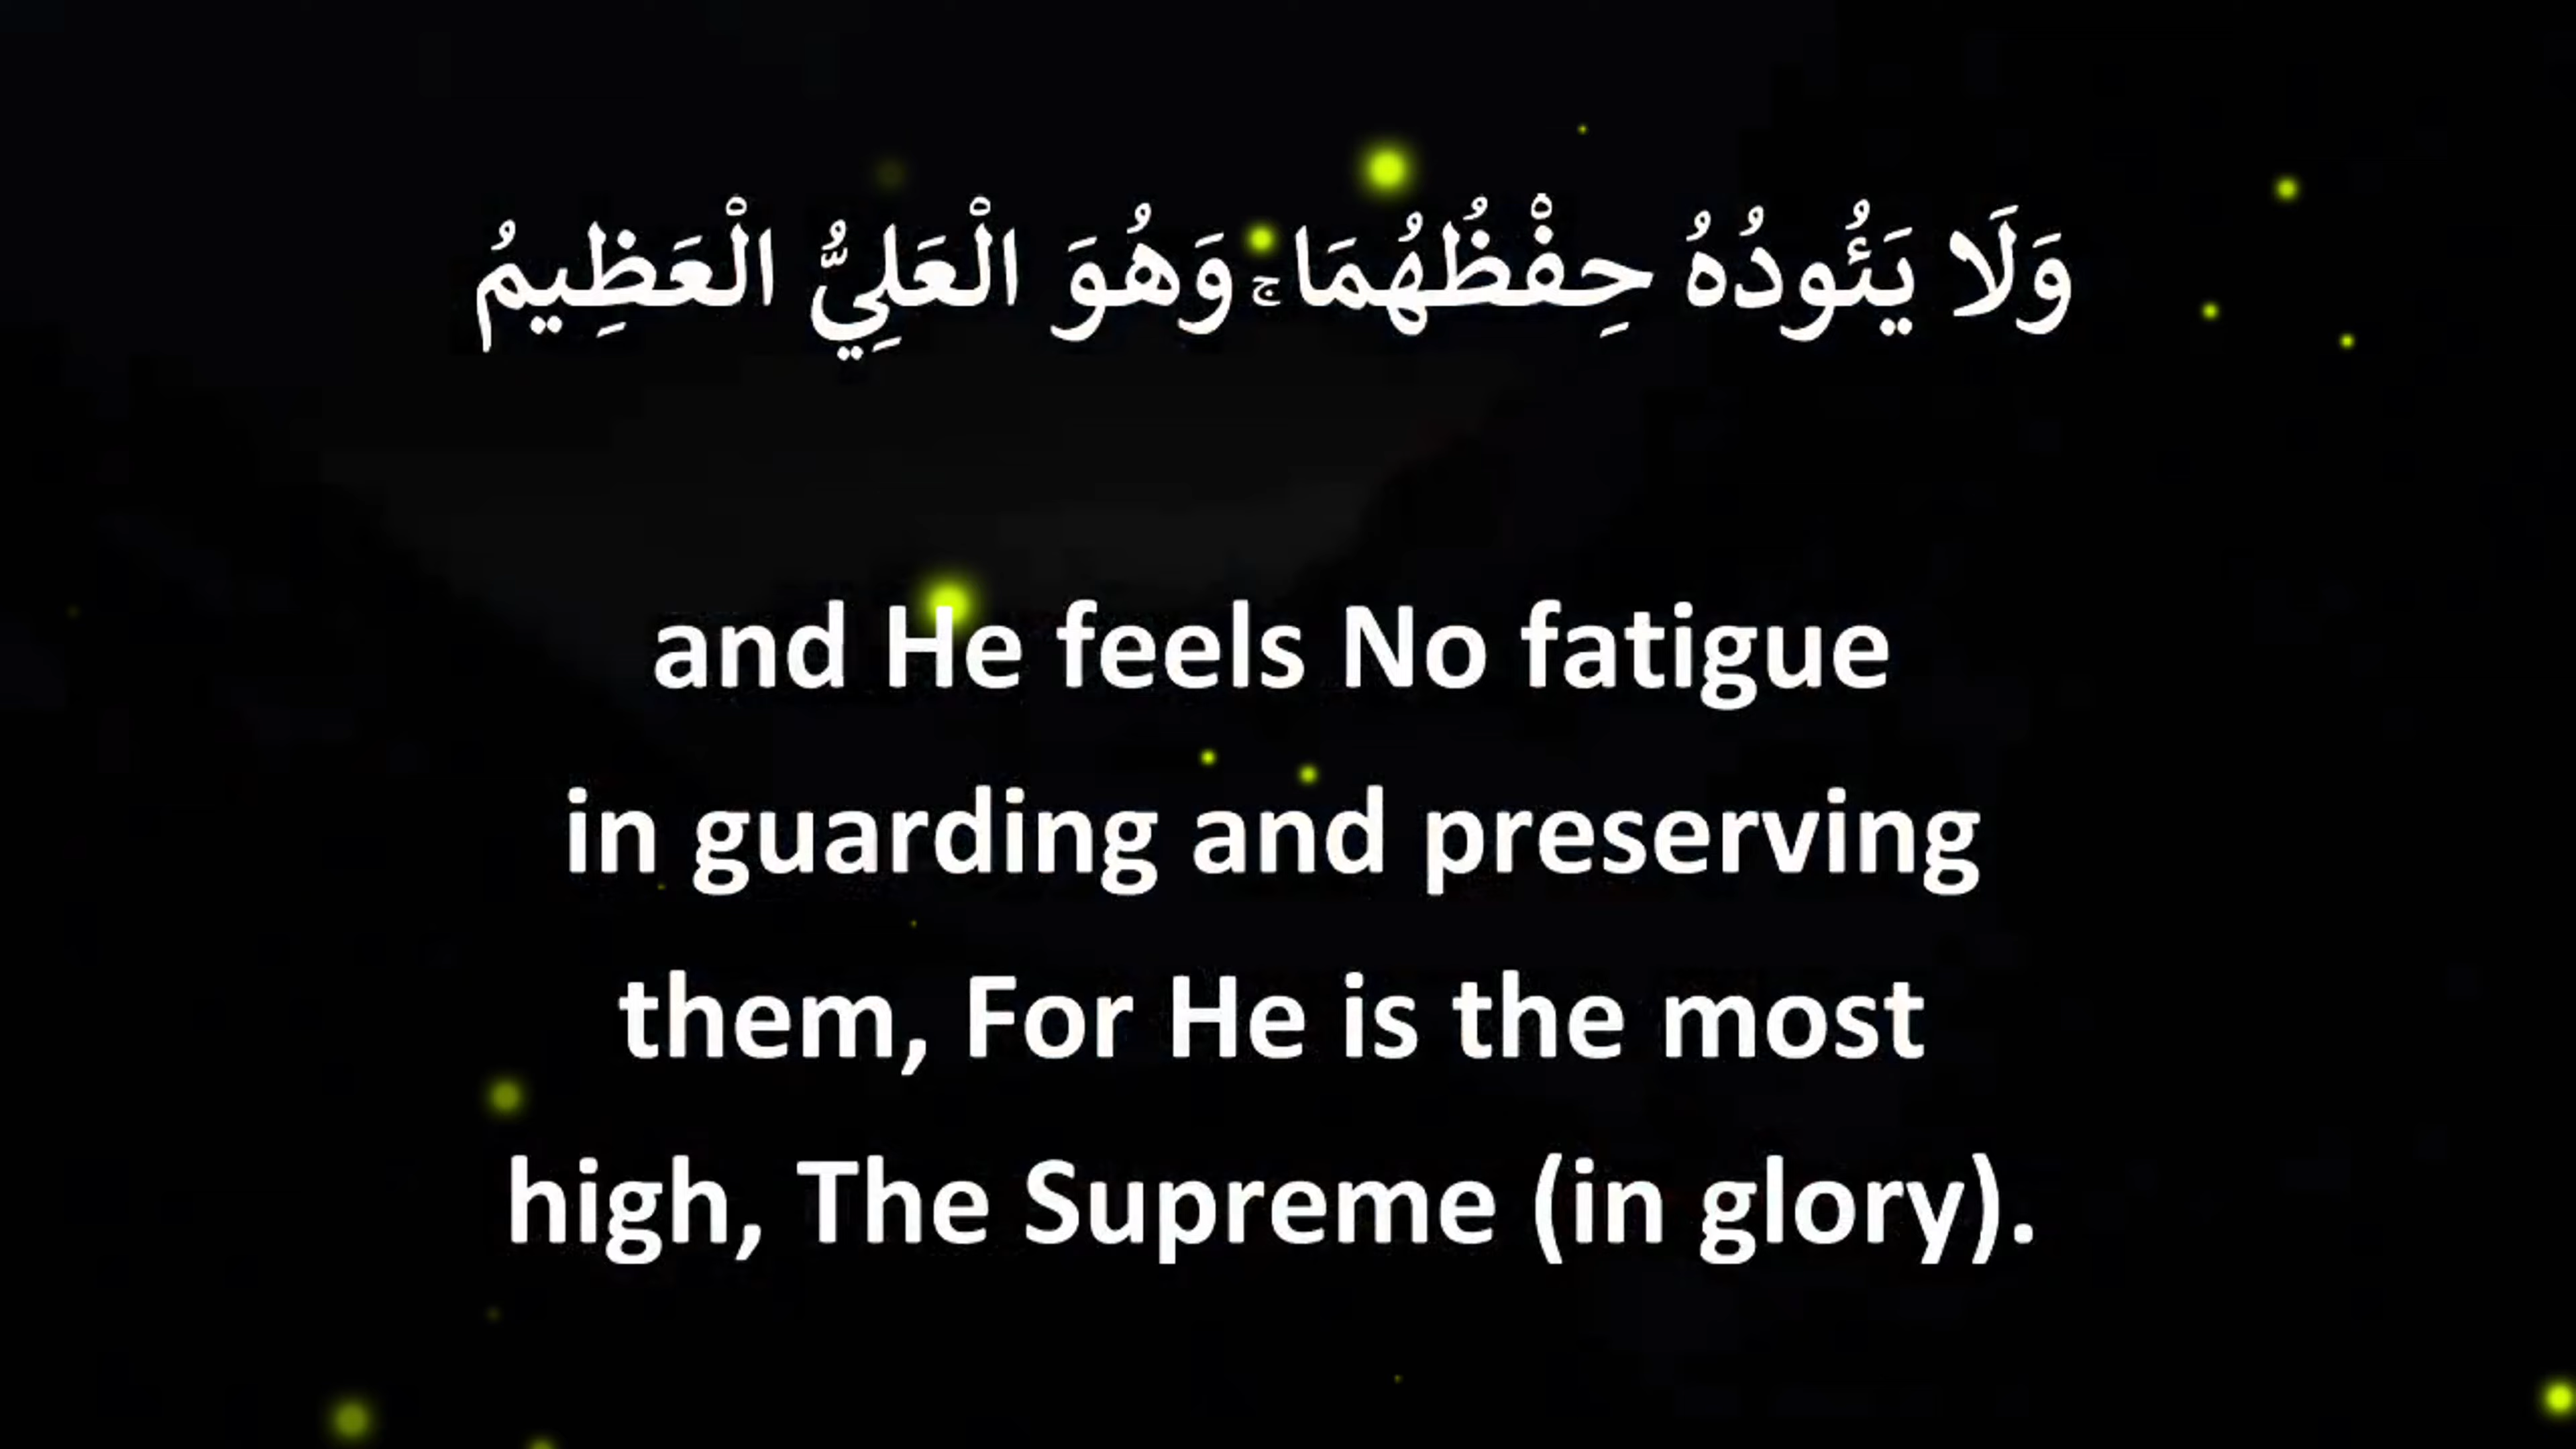 وَلَا يَئُودُهُ حِفْظُهُمَا ۚ وَهُوَ الْعَلِيُّ الْعَظِيمُ
and He feels No fatigue
in guarding and preserving
them, For He is the most
high, The Supreme (in glory).